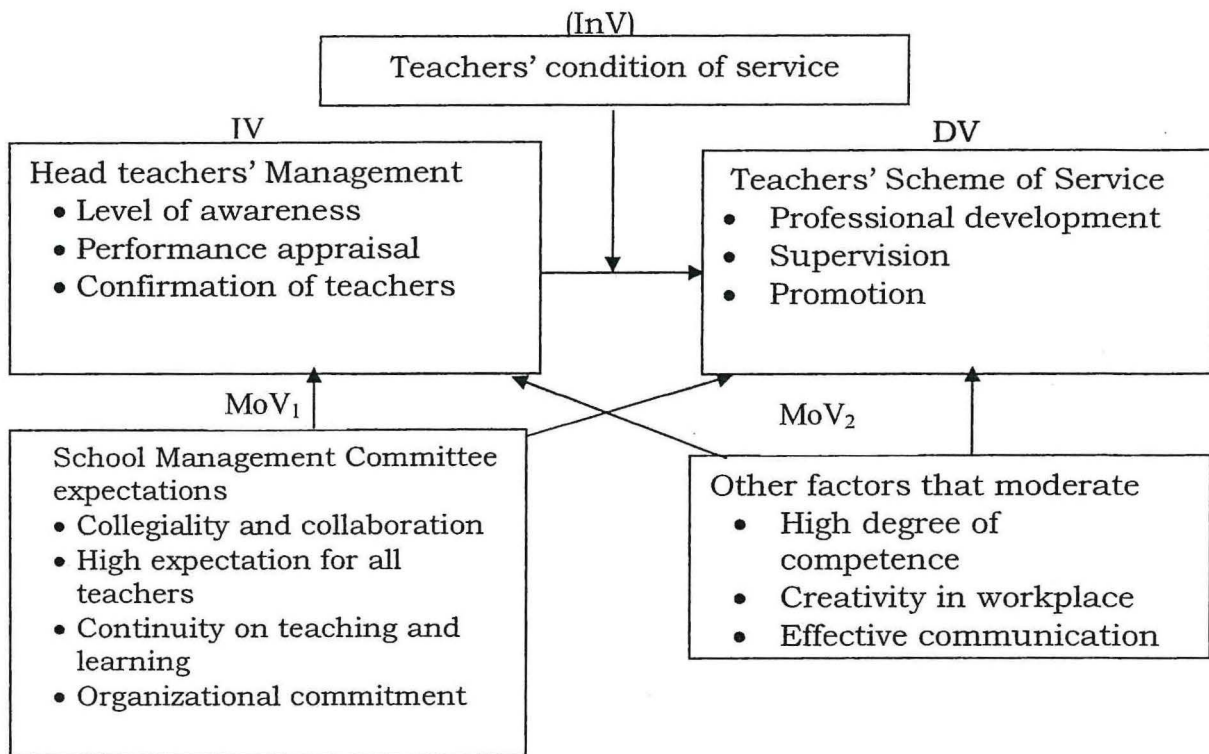 (InV)
Teachers' condition of service
IV
Head teachers' Management
• Level of awareness
• Performance appraisal
• Confirmation of teachers
DV
Teachers' Scheme of Service
• Professional development
• Supervision
• Promotion
MoV₁
School Management Committee
expectations
• Collegiality and collaboration
• High expectation for all
teachers
• Continuity on teaching and
learning
• Organizational commitment
MoV₂
Other factors that moderate
• High degree of
competence
• Creativity in workplace
• Effective communication